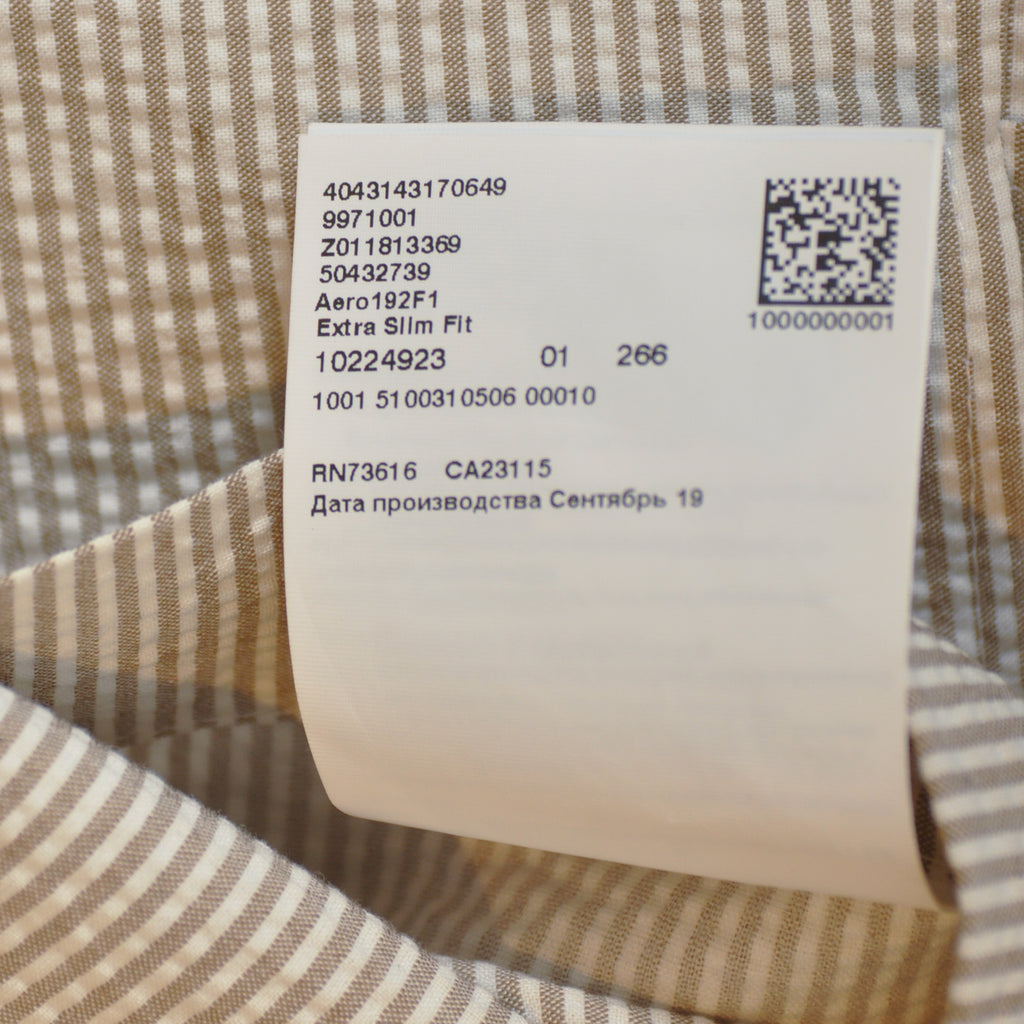 4043143170649
9971001
Z011813369
50432739
Aero192F1
Extra Slim Fit
1000000001
10224923 01 266
1001 5100310506 00010
RN73616 CA23115
Дата производства Сентябрь 19